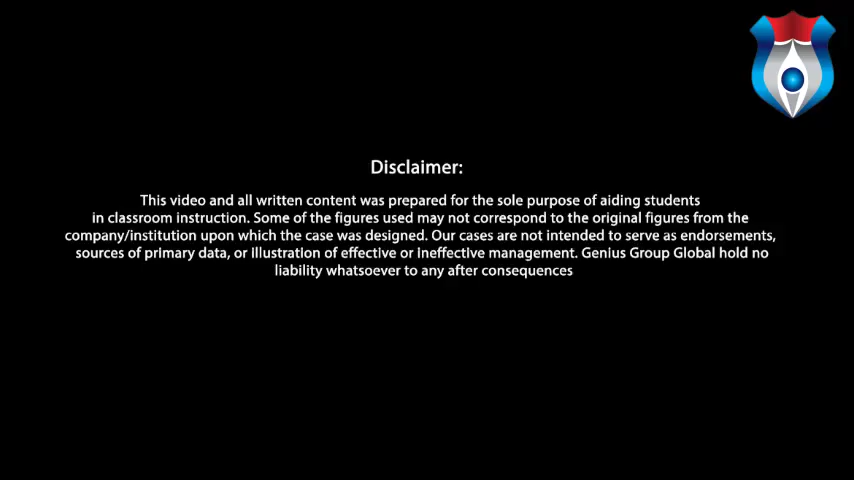 Disclaimer:
This video and all written content was prepared for the sole purpose of aiding students
in classroom instruction. Some of the figures used may not correspond to the original figures from the
company/institution upon which the case was designed. Our cases are not intended to serve as endorsements,
sources of primary data, or illustration of effective or ineffective management. Genius Group Global hold no
liability whatsoever to any after consequences